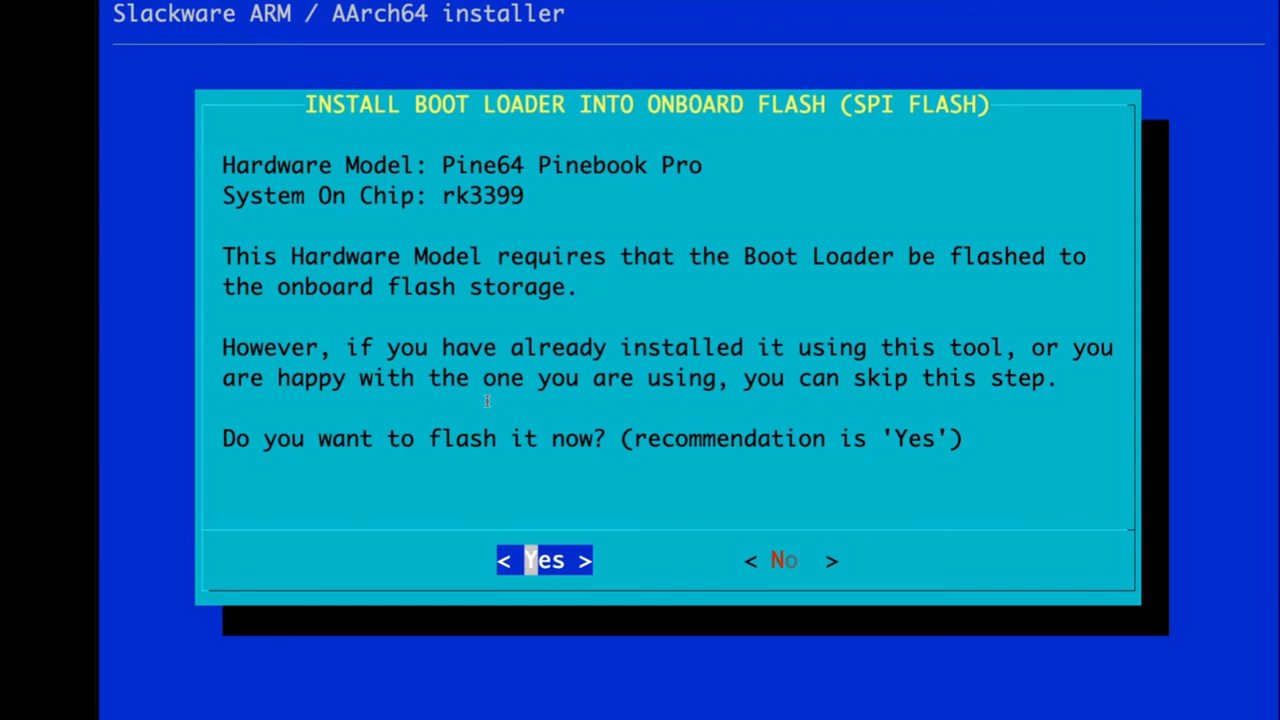 Slackware ARM / AArch64 installer
INSTALL BOOT LOADER INTO ONBOARD FLASH (SPI FLASH)
Hardware Model: Pine64 Pinebook Pro
System On Chip: rk3399
This Hardware Model requires that the Boot Loader be flashed to
the onboard flash storage.
However, if you have already installed it using this tool, or you
are happy with the one you are using, you can skip this step.
Do you want to flash it now? (recommendation is 'Yes')
< Yes > < No >